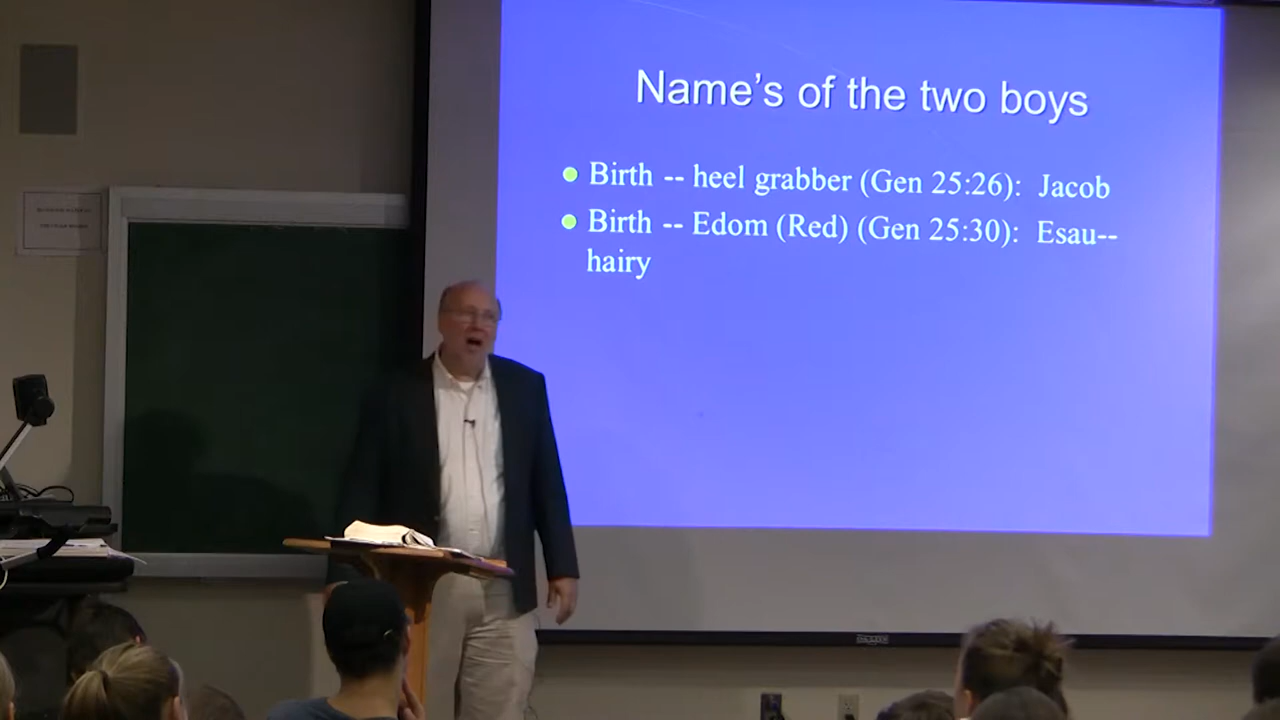 Name's of the two boys
Birth -- heel grabber (Gen 25:26): Jacob
Birth -- Edom (Red) (Gen 25:30): Esau--
hairy